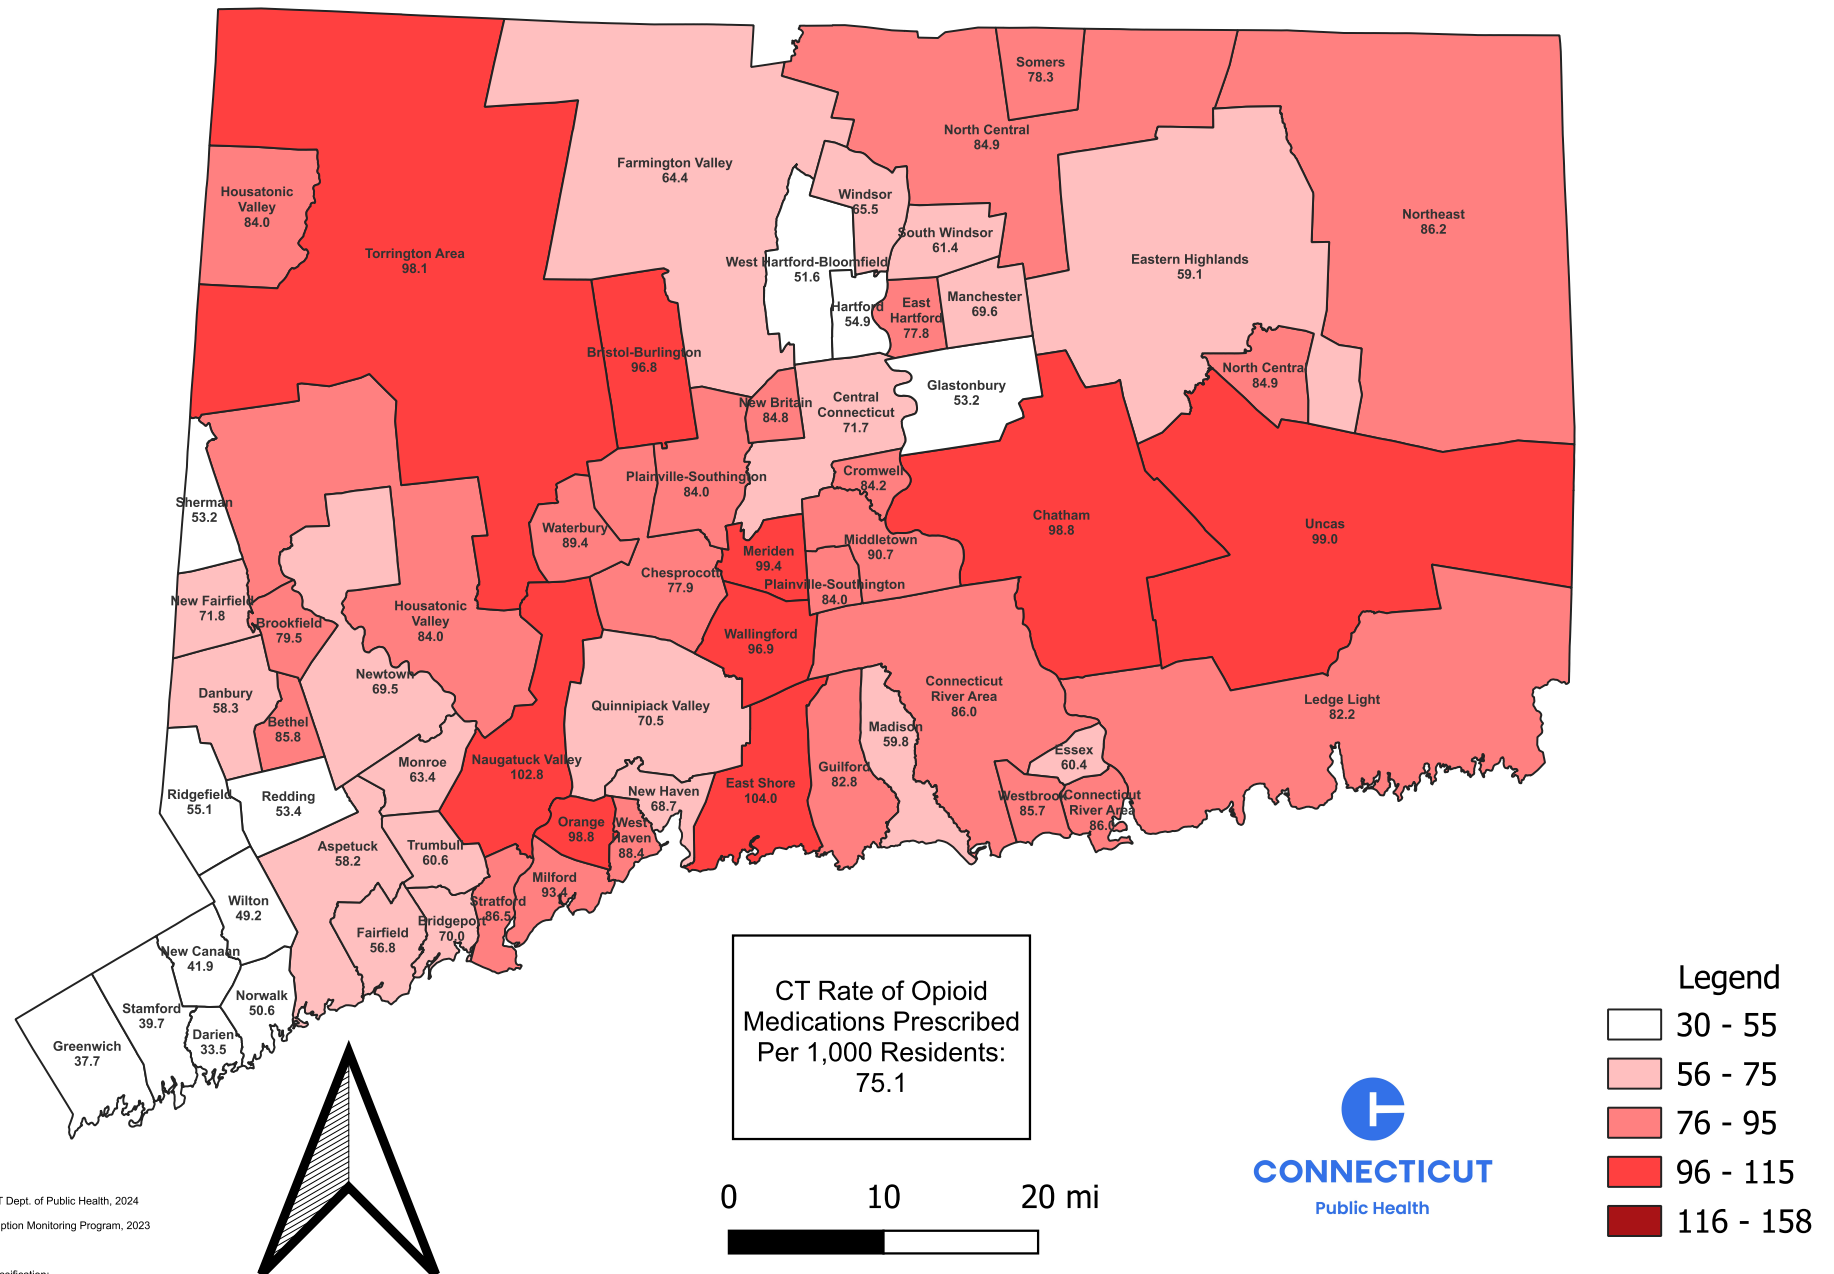 Somers
78.3
North Central
84.9
Farmington Valley
64.4
Housatonic
Valley
84.0
Windsor
65.5
Northeast
86.2
South Windsor
61.4
Torrington Area
98.1
West Hartford-Bloomfield
51.6
Eastern Highlands
59.1
Hartford
54.9
East
Hartford
77.8
Manchester
69.6
Bristol-Burlington
96.8
North Centra
84.9
Glastonbury
53.2
New Britain
84.8
Central
Connecticut
71.7
Plainville-Southington
84.0
Cromwell
84.2
Sherman
53.2
Waterbury
89.4
Chatham
98.8
Uncas
99.0
Meriden
99.4
Middletown
90.7
Chesprocott
77.9
Plainville-Southington
84.0
New Fairfield
71.8
Brookfield
79.5
Housatonic
Valley
84.0
Wallingford
96.9
Newtown
69.5
Danbury
58.3
Connecticut
River Area
86.0
Quinnipiack Valley
70.5
Ledge Light
82.2
Bethel
85.8
Madison
59.8
Essex
60.4
Monroe
63.4
Naugatuck Valley
102.8
Guilford
82.8
East Shore
104.0
New Haven
68.7
Ridgefield
55.1
Redding
53.4
Westbrook
85.7
Connecticut
River Area
86.0
Orange
98.8
West
Haven
88.4
Aspetuck
58.2
Trumbull
60.6
Milford
93.4
Wilton
49.2
Stratford
86.5
Bridgeport
70.0
Fairfield
56.8
New Canaan
41.9
Norwalk
50.6
Stamford
39.7
Darien
33.5
Greenwich
37.7
CT Rate of Opioid
Medications Prescribed
Per 1,000 Residents:
75.1
Legend
30 - 55
56 - 75
76 - 95
96 - 115
116 - 158
CONNECTICUT
Public Health
0 10 20 mi
T Dept. of Public Health, 2024
ption Monitoring Program, 2023